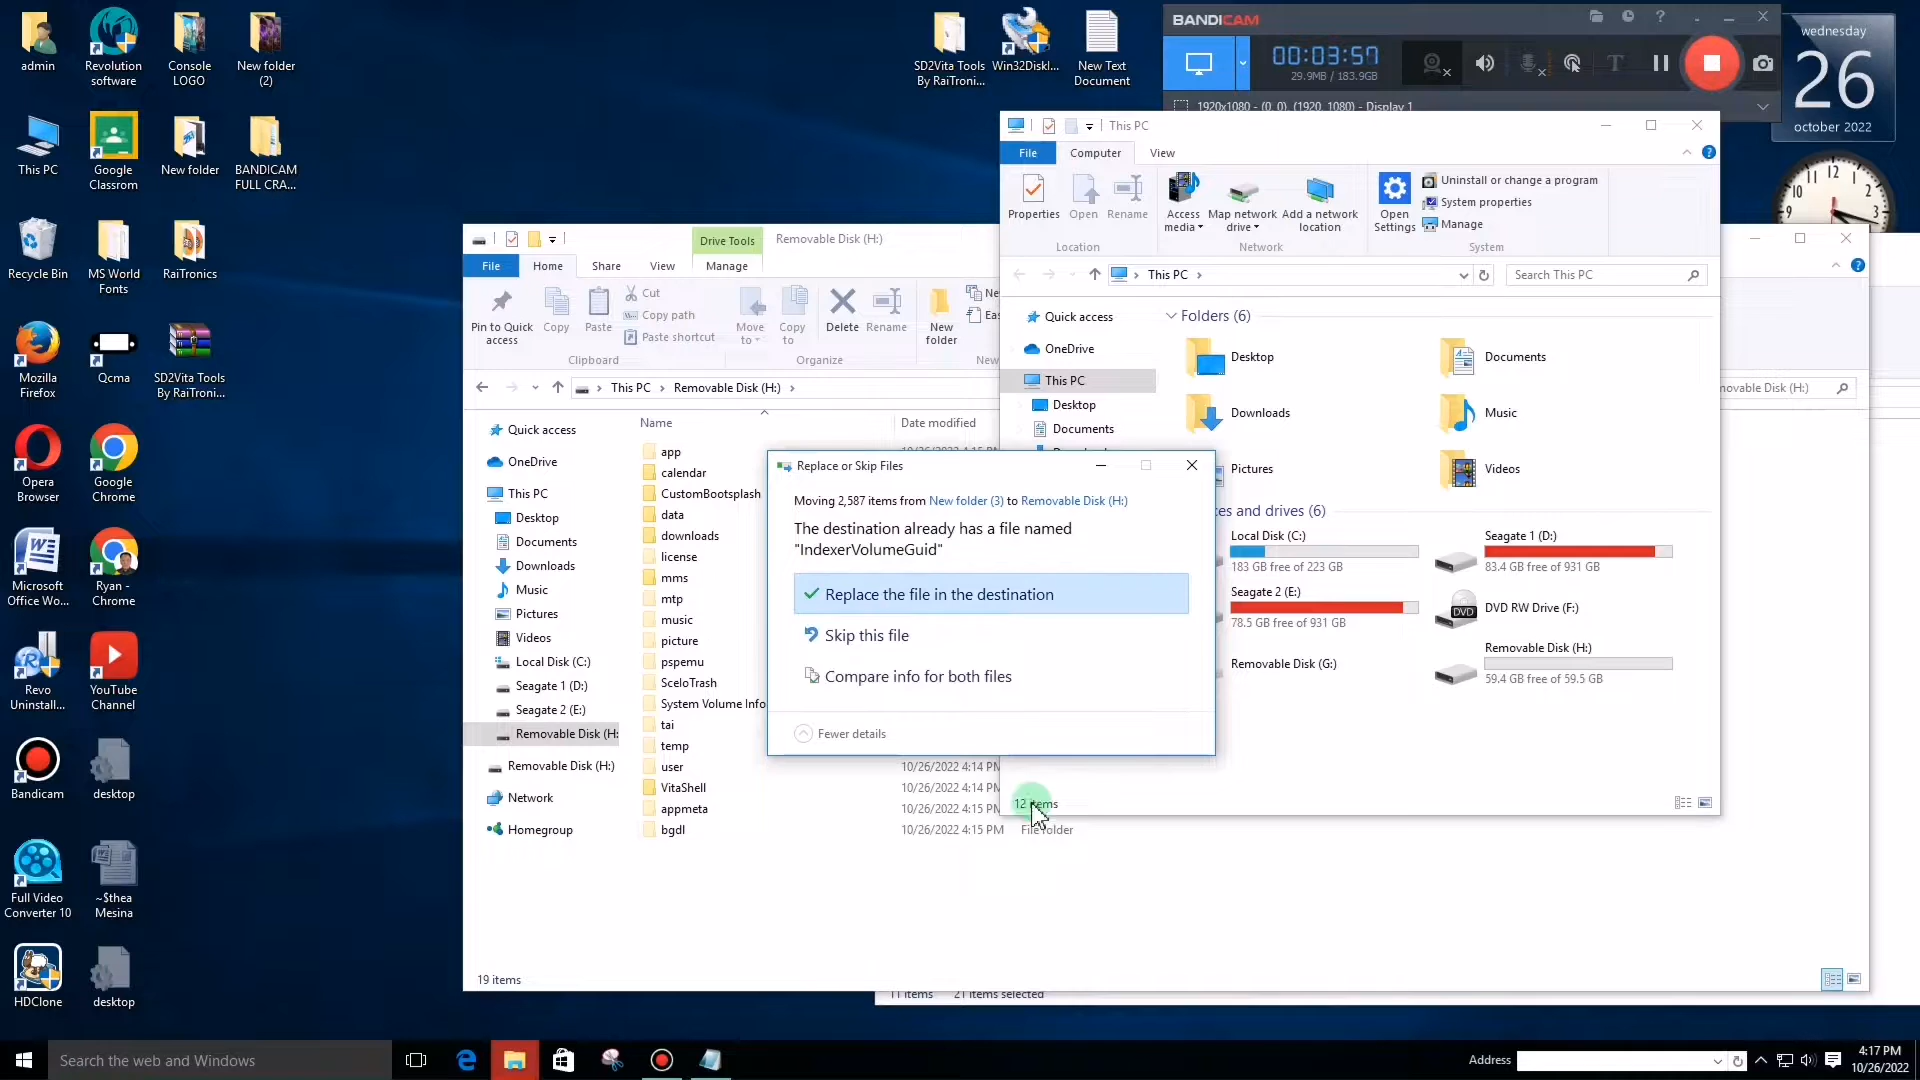 admin
Revolution
software
Console
LOGO
New folder
(2)
This PC
Google
Classrom
New folder
BANDICAM
FULL CRA...
Recycle Bin
MS World
Fonts
RaiTronics
Mozilla
Firefox
Qcma
SD2Vita Tools
By RaiTroni...
Opera
Browser
Google
Chrome
Microsoft
Office Wo...
Ryan -
Chrome
Revo
Uninstall...
YouTube
Channel
Bandicam
desktop
Full Video
Converter 10
~$thea
Mesina
HDClone
desktop
SD2Vita Tools
By RaiTroni...
Win32DiskI...
New Text
Document
BANDICAM
00:03:57
29.9MB / 183.9GB
1920x1080 - (0, 0), (1920, 1080) - Display 1
wednesday
26
october 2022
10 11 12 1 2 3 9
This PC
File
Computer
View
Properties
Open
Rename
Access
media
Map network
drive
Add a network
location
Open
Settings
Uninstall or change a program
System properties
Manage
Location
Network
System
This PC
Search This PC
Quick access
OneDrive
This PC
Desktop
Documents
Folders (6)
Desktop
Documents
Downloads
Music
Pictures
Videos
ces and drives (6)
Local Disk (C:)
183 GB free of 223 GB
Seagate 1 (D:)
83.4 GB free of 931 GB
Seagate 2 (E:)
78.5 GB free of 931 GB
DVD
DVD RW Drive (F:)
Removable Disk (G:)
Removable Disk (H:)
59.4 GB free of 59.5 GB
12 items
Drive Tools
Removable Disk (H:)
File
Home
Share
View
Manage
Pin to Quick
access
Copy
Paste
Cut
Copy path
Paste shortcut
Move
to
Copy
to
Delete
Rename
New
folder
Ne
Eas
Clipboard
Organize
New
This PC
Removable Disk (H:)
movable Disk (H:)
Quick access
OneDrive
This PC
Desktop
Documents
Downloads
Music
Pictures
Videos
Local Disk (C:)
Seagate 1 (D:)
Seagate 2 (E:)
Removable Disk (H:
Removable Disk (H:)
Network
Homegroup
Name
Date modified
app
calendar
CustomBootsplash
data
downloads
license
mms
mtp
music
picture
pspemu
SceIoTrash
System Volume Info
tai
temp
user
10/26/2022 4:14 PM
VitaShell
10/26/2022 4:14 PM
appmeta
10/26/2022 4:15 PM
bgdl
10/26/2022 4:15 PM
File folder
19 items
11 items
21 items selected
Replace or Skip Files
Moving 2,587 items from New folder (3) to Removable Disk (H:)
The destination already has a file named
"IndexerVolumeGuid"
Replace the file in the destination
Skip this file
Compare info for both files
Fewer details
Search the web and Windows
Address
4:17 PM
10/26/2022